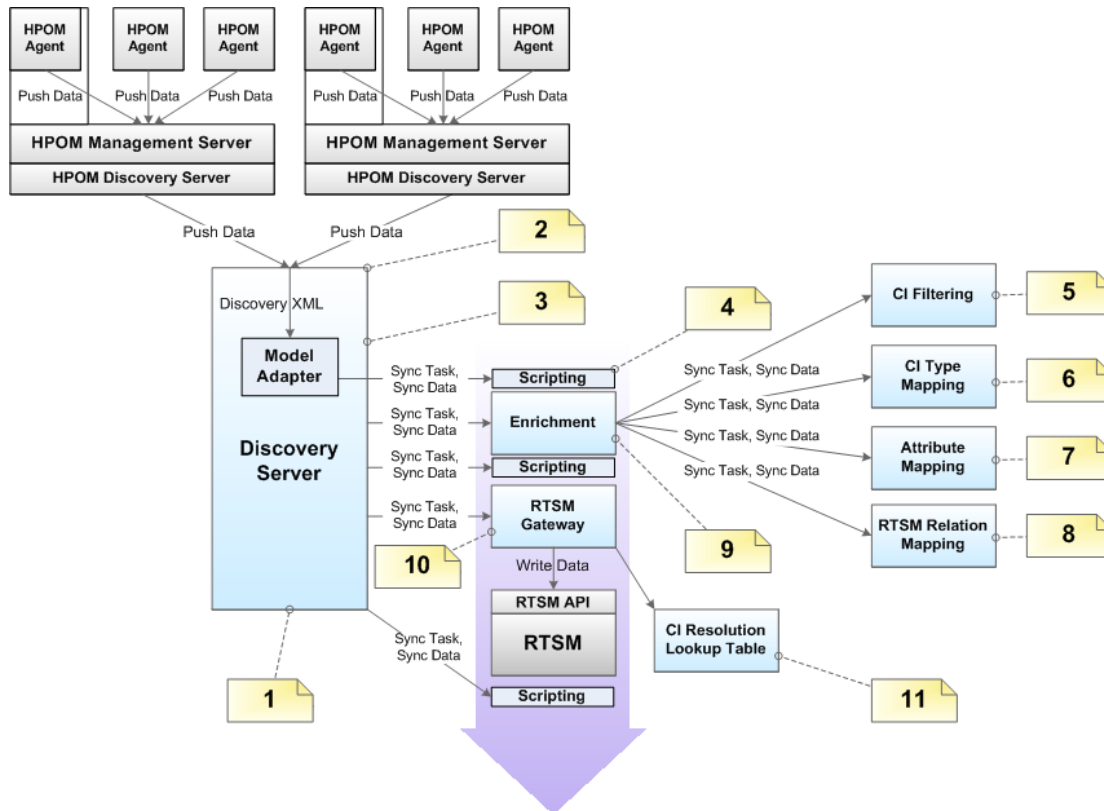 HPOM
Agent
HPOM
Agent
HPOM
Agent
HPOM
Agent
HPOM
Agent
HPOM
Agent
Push Data
Push Data
Push Data
Push Data
Push Data
Push Data
HPOM Management Server
HPOM Management Server
HPOM Discovery Server
HPOM Discovery Server
Push Data
Push Data
2
Discovery XML
3
4
CI Filtering
5
Model
Adapter
Sync Task,
Sync Data
Scripting
Sync Task, Sync Data
CI Type
Mapping
6
Sync Task,
Sync Data
Enrichment
Sync Task, Sync Data
Discovery
Server
Sync Task, Sync Data
Attribute
Mapping
7
Sync Task,
Sync Data
Scripting
Sync Task, Sync Data
Sync Task,
Sync Data
RTSM
Gateway
RTSM Relation
Mapping
8
10
9
Write Data
RTSM API
RTSM
CI Resolution
Lookup Table
Sync Task,
Sync Data
1
Scripting
11